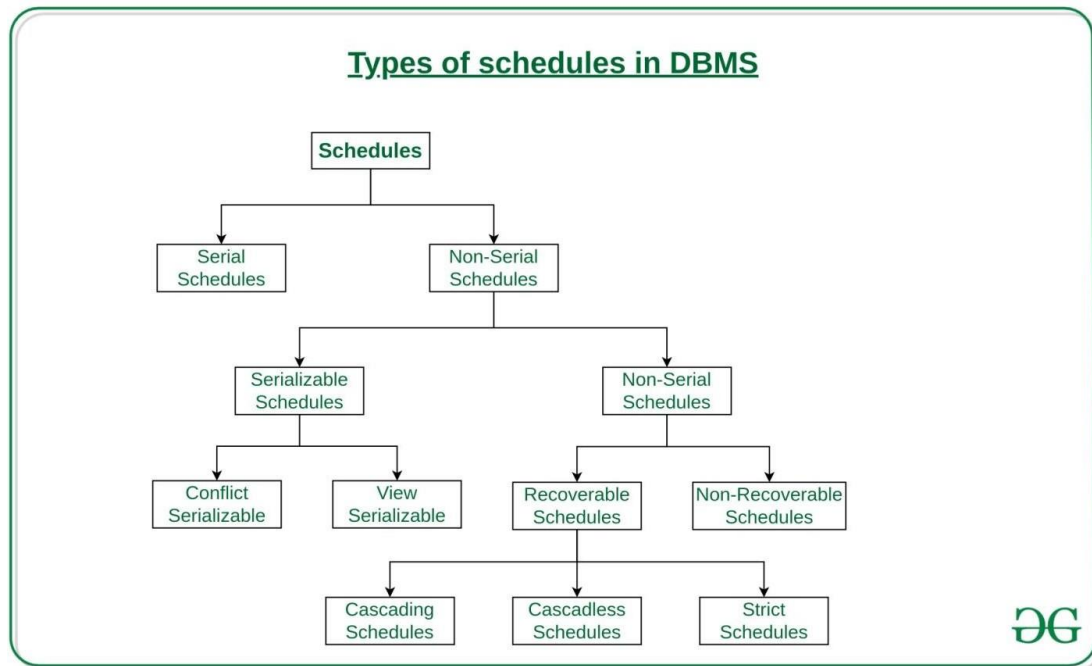 Types of schedules in DBMS
Schedules
Serial
Schedules
Non-Serial
Schedules
Serializable
Schedules
Non-Serial
Schedules
Conflict
Serializable
View
Serializable
Recoverable
Schedules
Non-Recoverable
Schedules
Cascading
Schedules
Cascadless
Schedules
Strict
Schedules